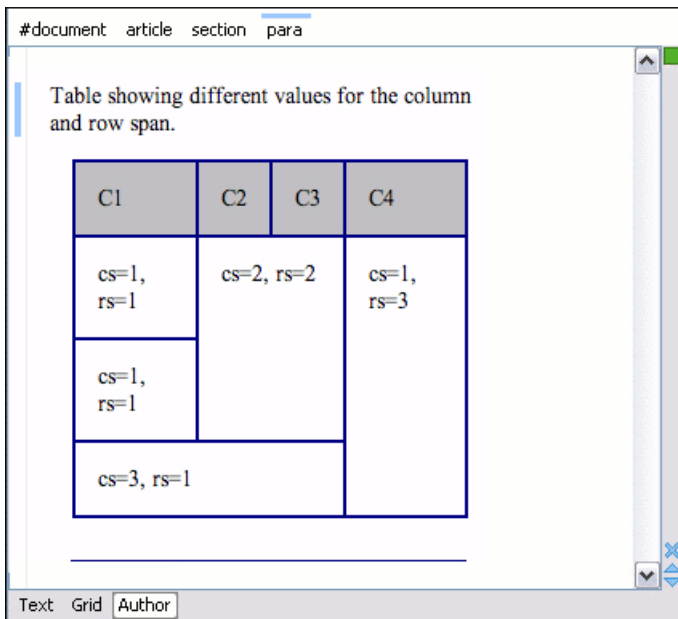 #document article section para
Table showing different values for the column
and row span.
C1 C2 C3 C4
cs=1, cs=2, rs=2 cs=1,
rs=1 rs=3
cs=1,
rs=1
cs=3, rs=1
Text Grid Author